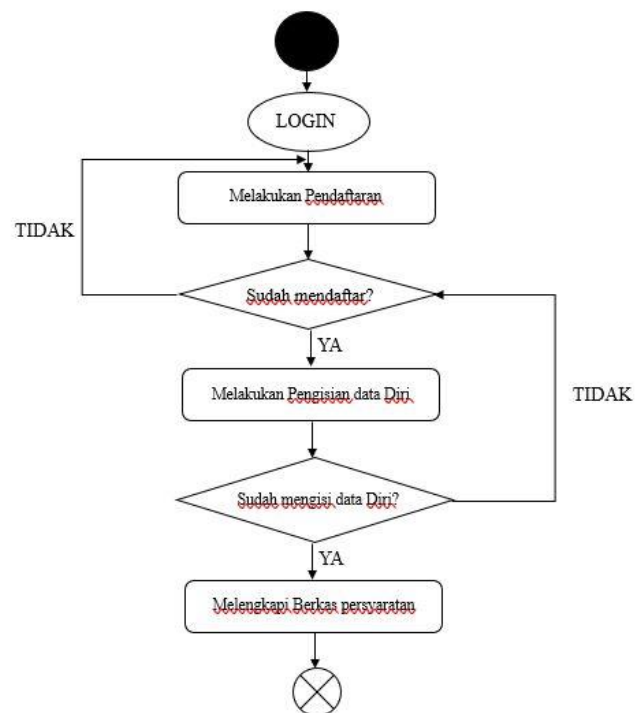 LOGIN
Melakukan Pendaftaran
TIDAK
Sudah mendaftar?
YA
Melakukan Pengisian data Diri
TIDAK
Sudah mengisi data Diri?
YA
Melengkapi Berkas persyaratan